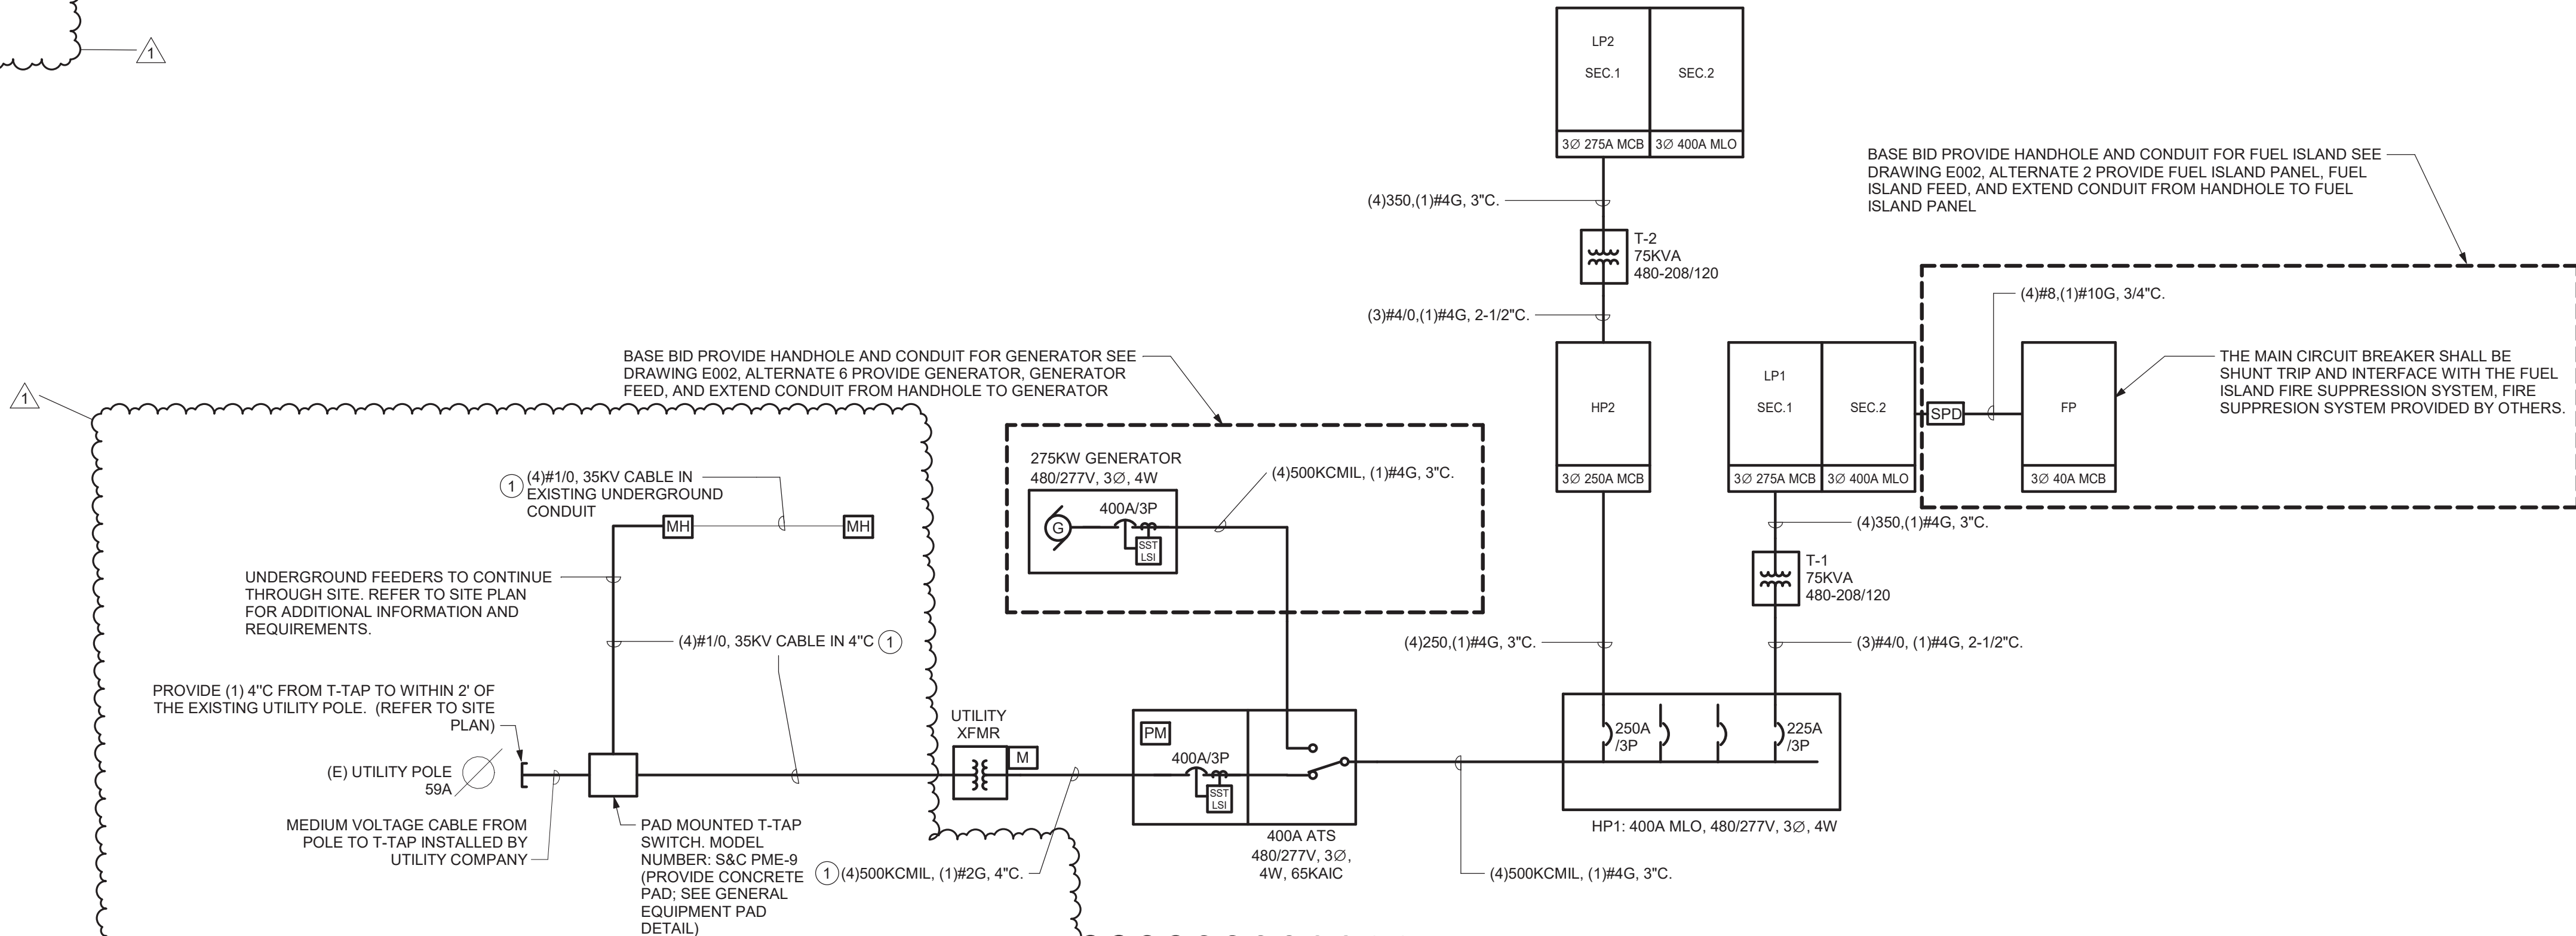 1
LP2
SEC.1
SEC.2
3Ø 275A MCB
3Ø 400A MLO
(4)350,(1)#4G, 3"C.
T-2
75KVA
480-208/120
(3)#4/0,(1)#4G, 2-1/2"C.
BASE BID PROVIDE HANDHOLE AND CONDUIT FOR FUEL ISLAND SEE
DRAWING E002, ALTERNATE 2 PROVIDE FUEL ISLAND PANEL, FUEL
ISLAND FEED, AND EXTEND CONDUIT FROM HANDHOLE TO FUEL
ISLAND PANEL
(4)#8,(1)#10G, 3/4"C.
HP2
3Ø 250A MCB
LP1
SEC.1
SEC.2
3Ø 275A MCB
3Ø 400A MLO
SPD
FP
3Ø 40A MCB
THE MAIN CIRCUIT BREAKER SHALL BE
SHUNT TRIP AND INTERFACE WITH THE FUEL
ISLAND FIRE SUPPRESSION SYSTEM, FIRE
SUPPRESION SYSTEM PROVIDED BY OTHERS.
BASE BID PROVIDE HANDHOLE AND CONDUIT FOR GENERATOR SEE
DRAWING E002, ALTERNATE 6 PROVIDE GENERATOR, GENERATOR
FEED, AND EXTEND CONDUIT FROM HANDHOLE TO GENERATOR
275KW GENERATOR
480/277V, 3Ø, 4W
400A/3P
G
SST
LSI
(4)500KCMIL, (1)#4G, 3"C.
1
1
(4)#1/0, 35KV CABLE IN
EXISTING UNDERGROUND
CONDUIT
MH
MH
UNDERGROUND FEEDERS TO CONTINUE
THROUGH SITE. REFER TO SITE PLAN
FOR ADDITIONAL INFORMATION AND
REQUIREMENTS.
(4)#1/0, 35KV CABLE IN 4"C
1
PROVIDE (1) 4"C FROM T-TAP TO WITHIN 2' OF
THE EXISTING UTILITY POLE.  (REFER TO SITE
PLAN)
(E) UTILITY POLE
59A
MEDIUM VOLTAGE CABLE FROM
POLE TO T-TAP INSTALLED BY
UTILITY COMPANY
PAD MOUNTED T-TAP
SWITCH. MODEL
NUMBER: S&C PME-9
(PROVIDE CONCRETE
PAD; SEE GENERAL
EQUIPMENT PAD
DETAIL)
UTILITY
XFMR
M
1
(4)500KCMIL, (1)#2G, 4"C.
PM
400A/3P
SST
LSI
400A ATS
480/277V, 3Ø,
4W, 65KAIC
(4)500KCMIL, (1)#4G, 3"C.
(4)250,(1)#4G, 3"C.
(4)350,(1)#4G, 3"C.
T-1
75KVA
480-208/120
(3)#4/0, (1)#4G, 2-1/2"C.
250A
/3P
225A
/3P
HP1: 400A MLO, 480/277V, 3Ø, 4W